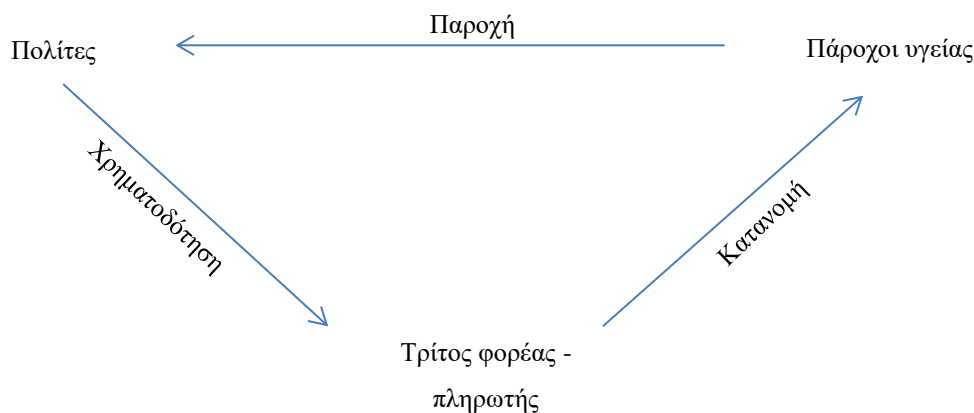 Παροχή
Πολίτες
Πάροχοι υγείας
Χρηματοδότηση
Κατανομή
Τρίτος φορέας -
πληρωτής